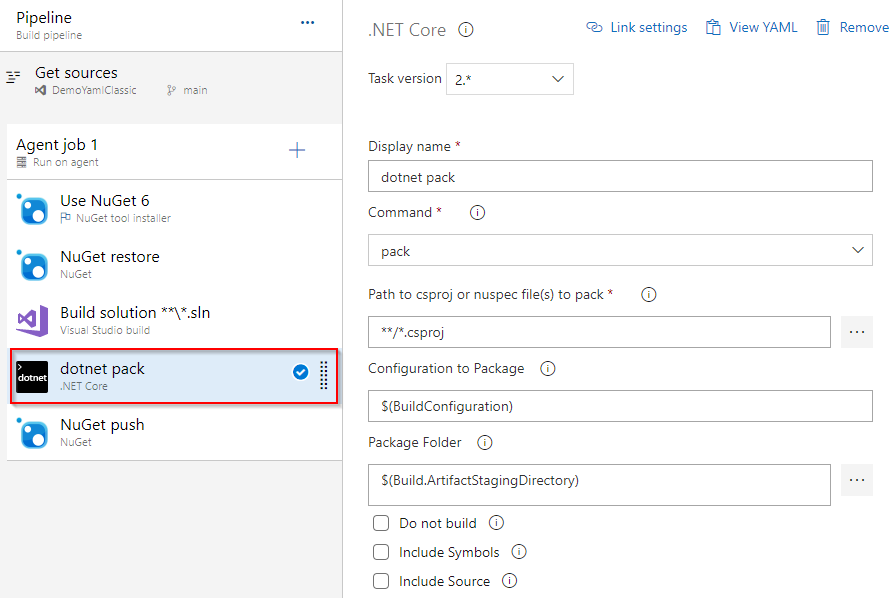 Pipeline
Build pipeline
...
Get sources
DemoYamlClassic main
Agent job 1
Run on agent
Use NuGet 6
NuGet tool installer
NuGet restore
NuGet
Build solution **\*.sln
Visual Studio build
>
dotnet
dotnet pack
.NET Core
NuGet push
NuGet
.NET Core
Link settings View YAML Remove
Task version 2.*
Display name *
dotnet pack
Command *
pack
Path to csproj or nuspec file(s) to pack *
**/*.csproj
...
Configuration to Package
$(BuildConfiguration)
Package Folder
$(Build.ArtifactStagingDirectory)
...
Do not build
Include Symbols
Include Source